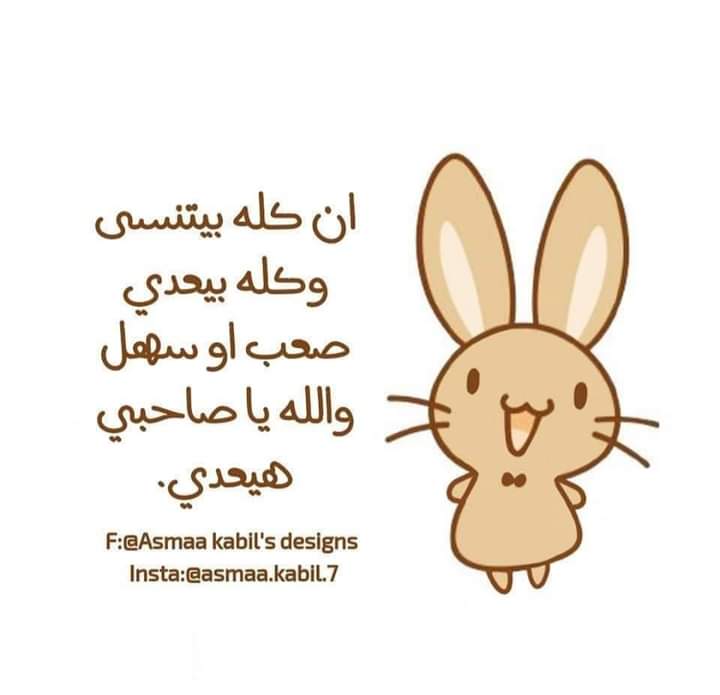 ان كله بيتنسى
وكله بيعدي
صعب او سهل
والله يا صاحبي
هيعدي.
F:@Asmaa kabil's designs
Insta:@asmaa.kabil.7